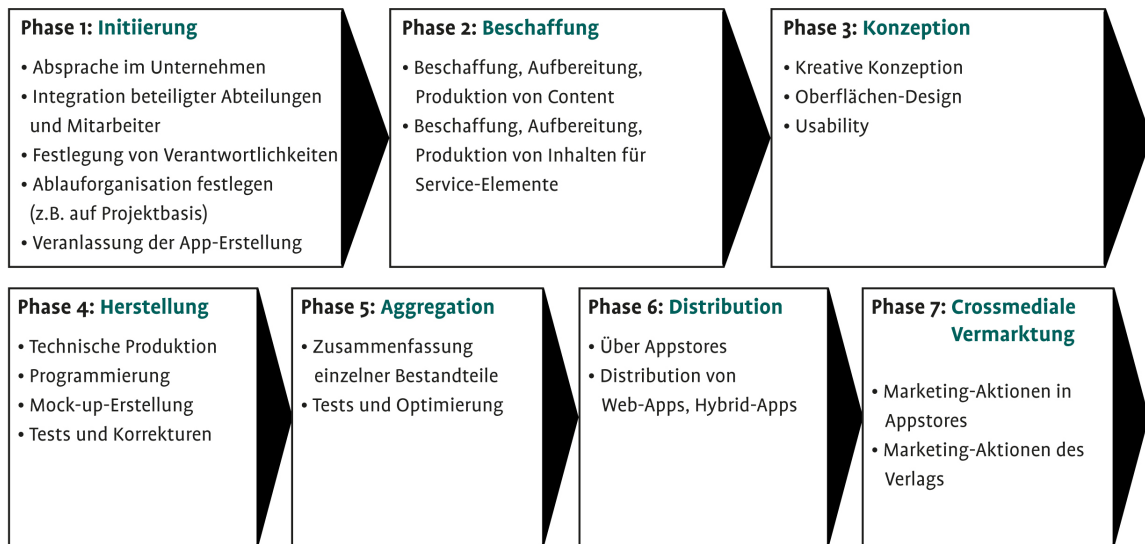 Phase 1: Initiierung
• Absprache im Unternehmen
• Integration beteiligter Abteilungen
und Mitarbeiter
• Festlegung von Verantwortlichkeiten
• Ablauforganisation festlegen
(z.B. auf Projektbasis)
• Veranlassung der App-Erstellung
Phase 2: Beschaffung
• Beschaffung, Aufbereitung,
Produktion von Content
• Beschaffung, Aufbereitung,
Produktion von Inhalten für
Service-Elemente
Phase 3: Konzeption
• Kreative Konzeption
• Oberflächen-Design
• Usability
Phase 4: Herstellung
• Technische Produktion
• Programmierung
• Mock-up-Erstellung
• Tests und Korrekturen
Phase 5: Aggregation
• Zusammenfassung
einzelner Bestandteile
• Tests und Optimierung
Phase 6: Distribution
• Über Appstores
• Distribution von
Web-Apps, Hybrid-Apps
Phase 7: Crossmediale
Vermarktung
• Marketing-Aktionen in
Appstores
• Marketing-Aktionen des
Verlags